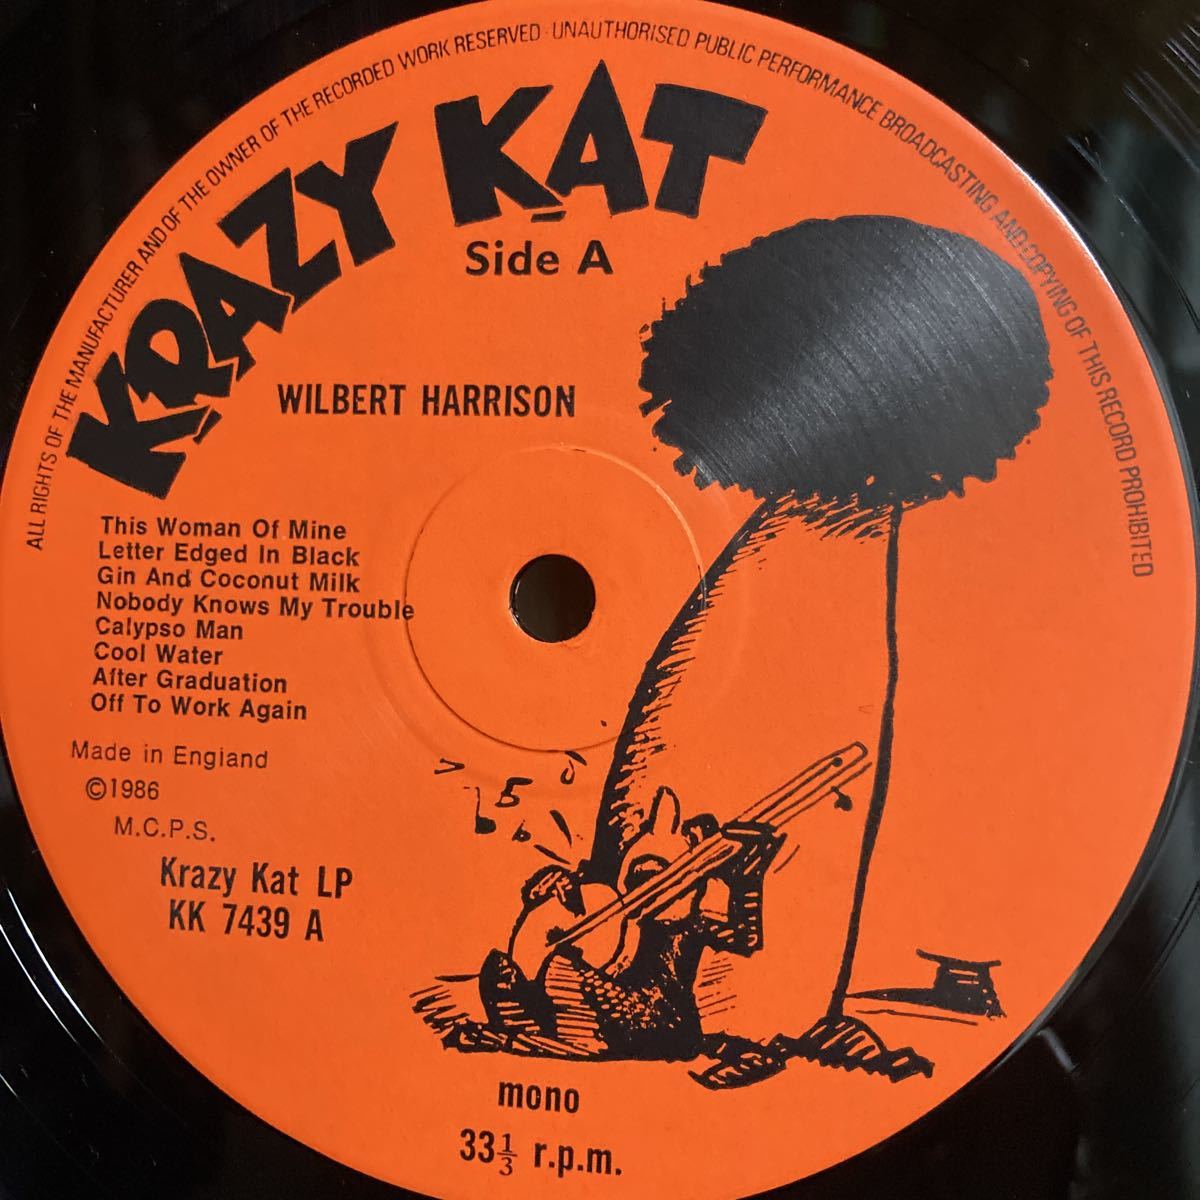 ALL RIGHTS OF THE MANUFACTURER AND OF THE OWNER OF THE RECORDED WORK RESERVED · UNAUTHORISED PUBLIC PERFORMANCE BROADCASTING AND COPYING OF THIS RECORD PROHIBITED
KRAZY KAT
Side A
WILBERT HARRISON
This Woman Of Mine
Letter Edged In Black
Gin And Coconut Milk
Nobody Knows My Trouble
Calypso Man
Cool Water
After Graduation
Off To Work Again
Made in England
©1986
M.C.P.S.
Krazy Kat LP
KK 7439 A
mono
33⅓ r.p.m.